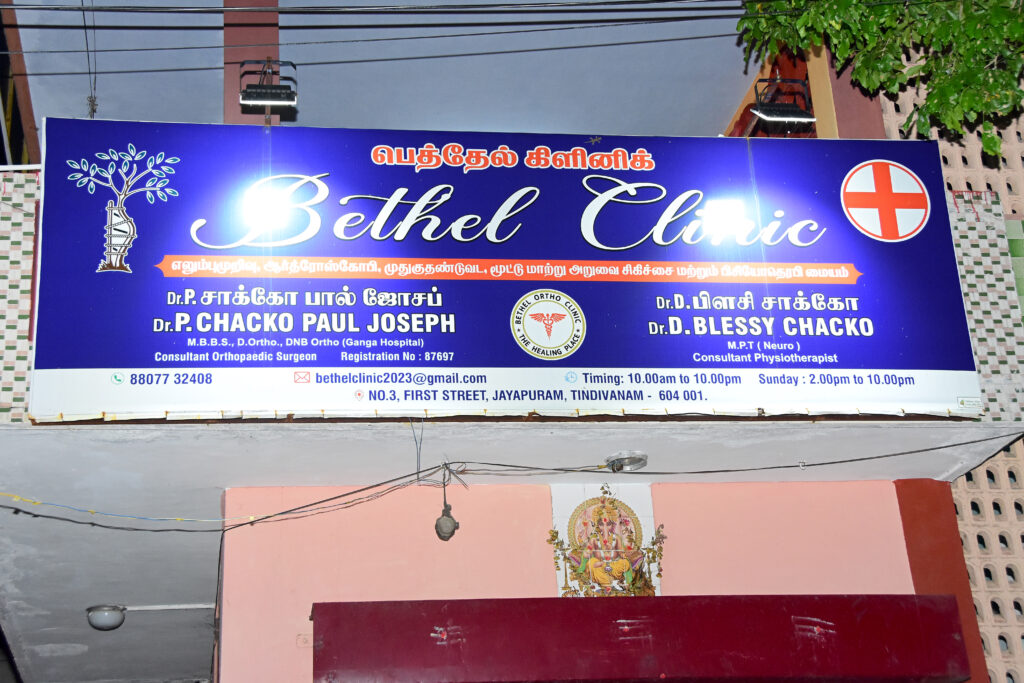 பெத்தேல் கிளினிக்
Bethel Clinic
எலும்புமுறிவு, ஆர்த்ரோஸ்கோபி, முதுகுதண்டுவட, மூட்டு மாற்று அறுவை சிகிச்சை மற்றும் பிசியோதெரபி மையம்
Dr.P. சாக்கோ பால் ஜோசப்
Dr.P. CHACKO PAUL JOSEPH
M.B.B.S., D.Ortho., DNB Ortho (Ganga Hospital)
Consultant Orthopaedic Surgeon Registration No : 87697
BETHEL ORTHO CLINIC
THE HEALING PLACE
Dr.D. பிளசி சாக்கோ
Dr.D. BLESSY CHACKO
M.P.T ( Neuro )
Consultant Physiotherapist
88077 32408 bethelclinic2023@gmail.com Timing: 10.00am to 10.00pm Sunday : 2.00pm to 10.00pm
NO.3, FIRST STREET, JAYAPURAM, TINDIVANAM - 604 001.